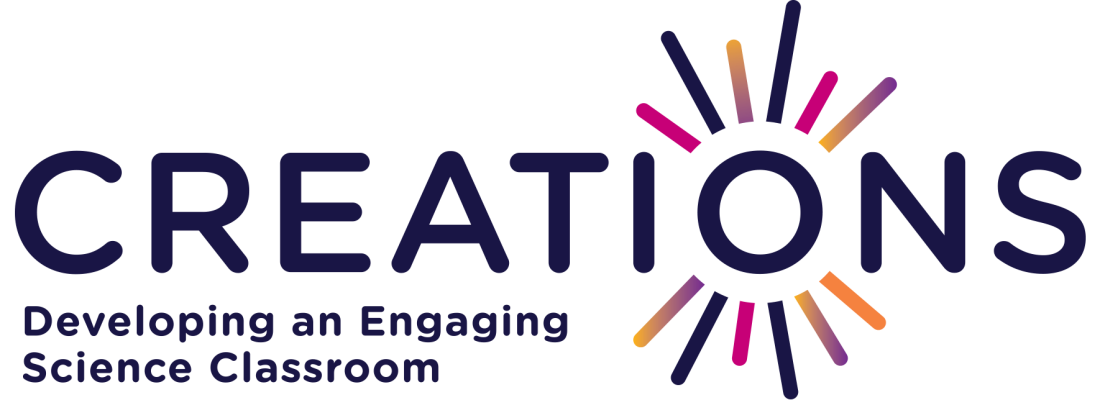 CREATIONS
Developing an Engaging
Science Classroom